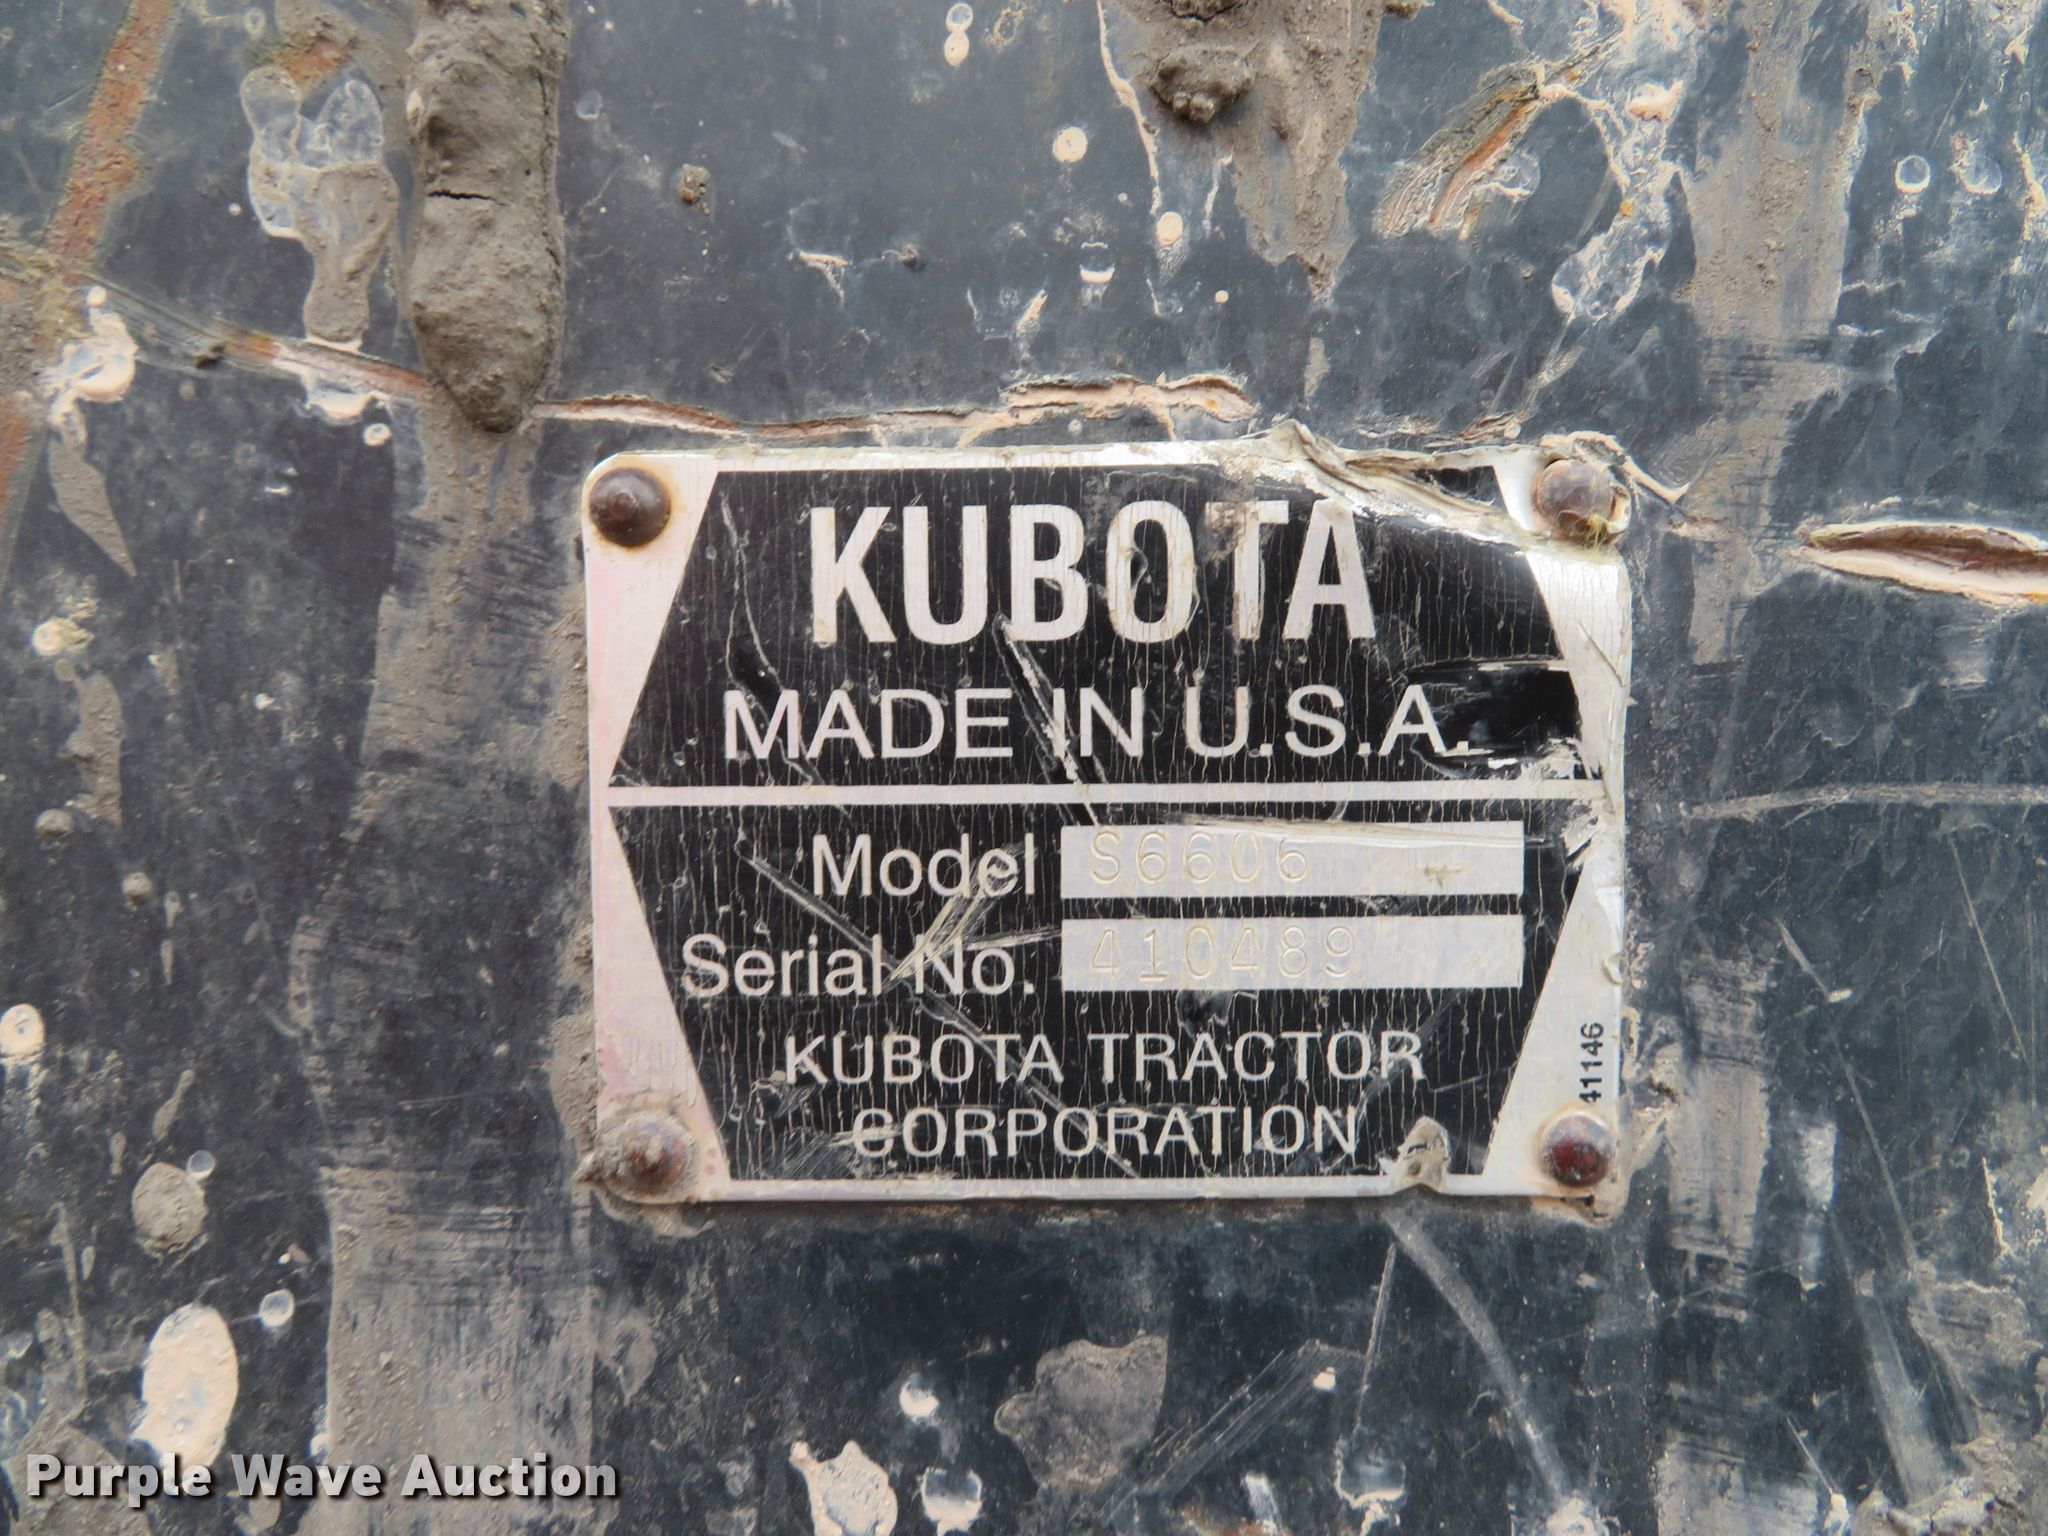 KUBOTA
MADE IN U.S.A.
Model S6606
Serial No. 410489
KUBOTA TRACTOR
CORPORATION
41146
Purple Wave Auction